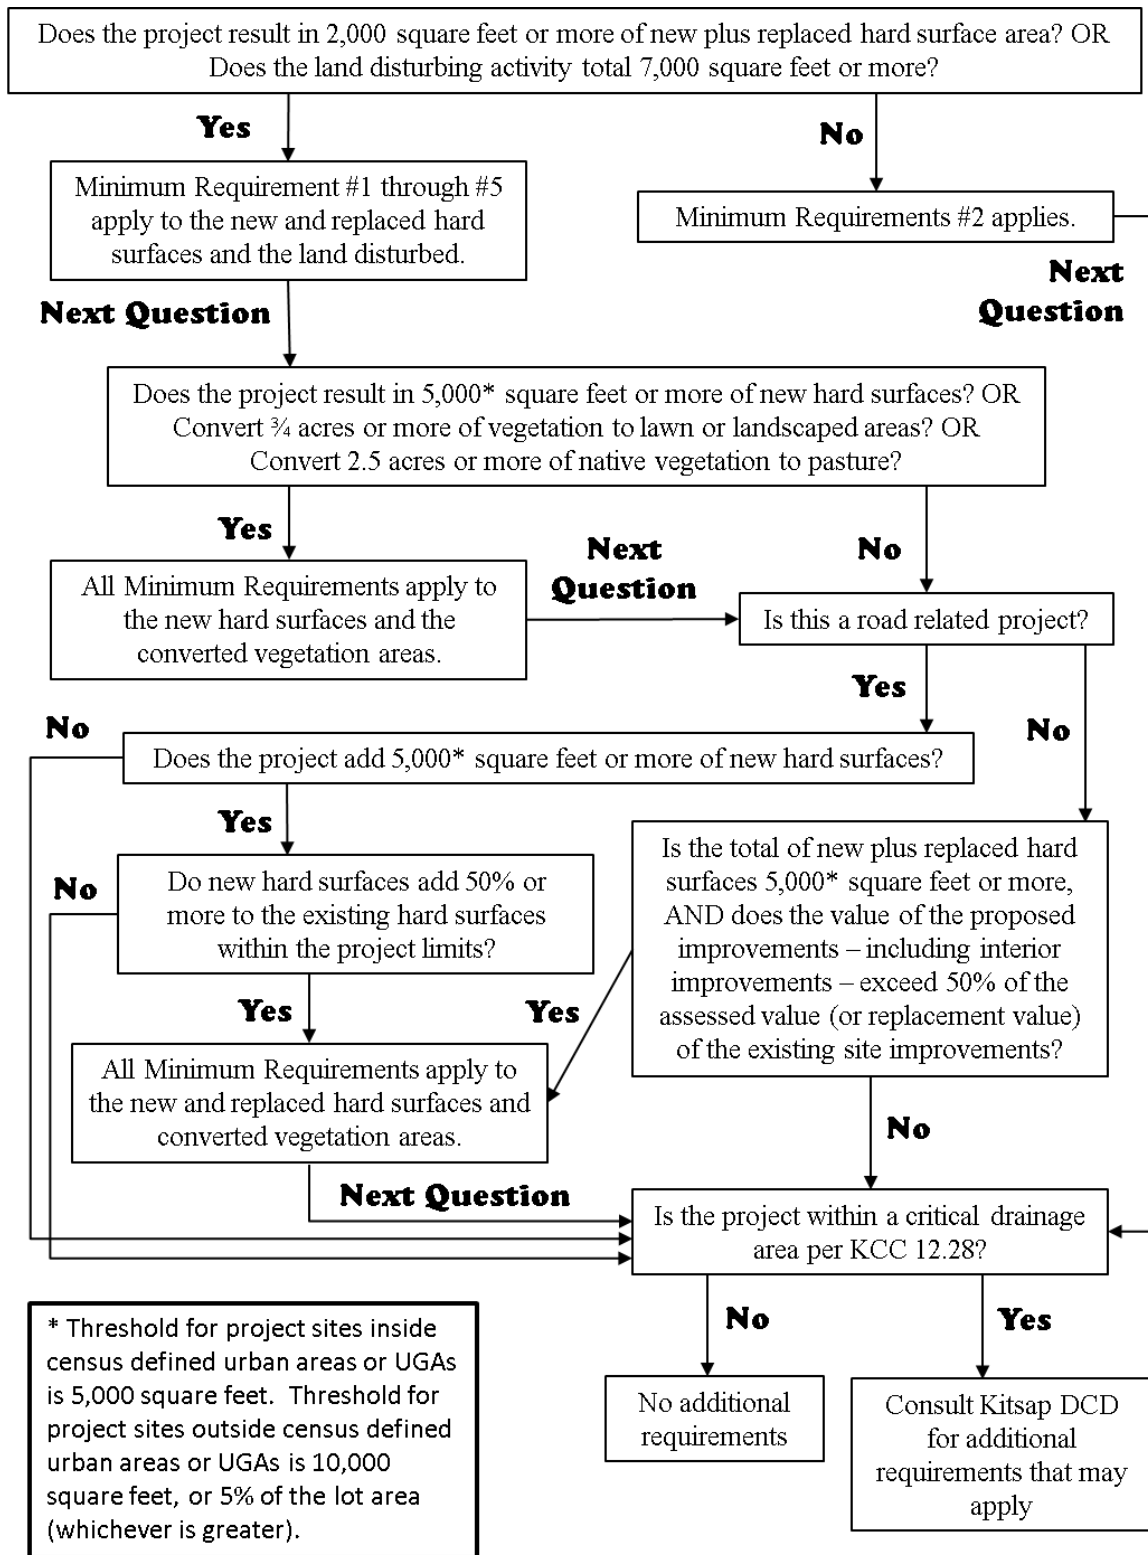 Does the project result in 2,000 square feet or more of new plus replaced hard surface area? OR
Does the land disturbing activity total 7,000 square feet or more?
Yes
No
Minimum Requirement #1 through #5
apply to the new and replaced hard
surfaces and the land disturbed.
Minimum Requirements #2 applies.
Next Question
Next
Question
Does the project result in 5,000* square feet or more of new hard surfaces? OR
Convert ¾ acres or more of vegetation to lawn or landscaped areas? OR
Convert 2.5 acres or more of native vegetation to pasture?
Yes
Next
Question
No
All Minimum Requirements apply to
the new hard surfaces and the
converted vegetation areas.
Is this a road related project?
Yes
No
No
Does the project add 5,000* square feet or more of new hard surfaces?
Yes
No
Do new hard surfaces add 50% or
more to the existing hard surfaces
within the project limits?
Is the total of new plus replaced hard
surfaces 5,000* square feet or more,
AND does the value of the proposed
improvements – including interior
improvements – exceed 50% of the
assessed value (or replacement value)
of the existing site improvements?
Yes
Yes
All Minimum Requirements apply to
the new and replaced hard surfaces and
converted vegetation areas.
No
Next Question
Is the project within a critical drainage
area per KCC 12.28?
No
Yes
* Threshold for project sites inside
census defined urban areas or UGAs
is 5,000 square feet. Threshold for
project sites outside census defined
urban areas or UGAs is 10,000
square feet, or 5% of the lot area
(whichever is greater).
No additional
requirements
Consult Kitsap DCD
for additional
requirements that may
apply